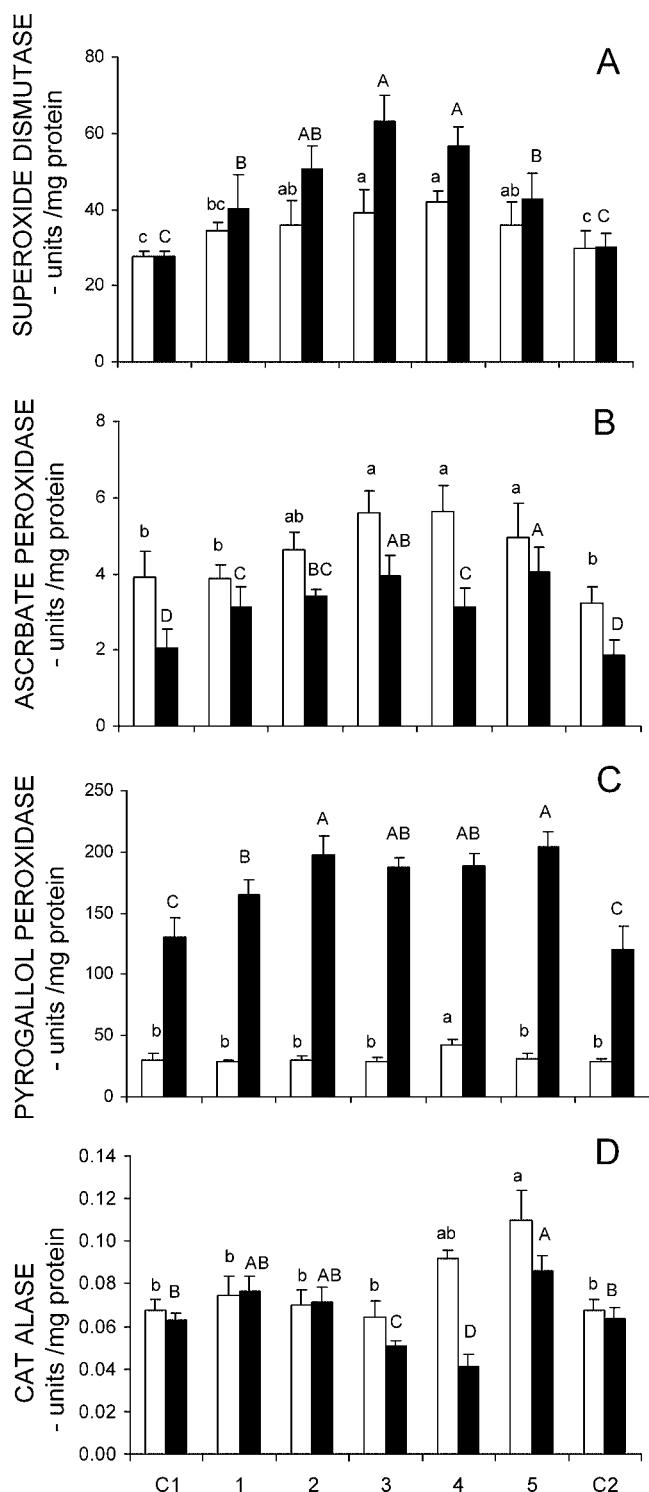 A
SUPEROXIDE DISMUTASE
- units /mg protein
80
60
40
20
0
c C bc B ab AB a A a A ab B c C
B
ASCRBATE PEROXIDASE
- units /mg protein
8
6
4
2
0
b D b C ab BC a AB a C a A b D
C
PYROGALLOL PEROXIDASE
- units /mg protein
250
200
150
100
50
0
b C b B b A b AB a AB b A b C
D
CAT ALASE
- units /mg protein
0.14
0.12
0.10
0.08
0.06
0.04
0.02
0.00
b B b AB b AB b C ab D a A b B
C1 1 2 3 4 5 C2